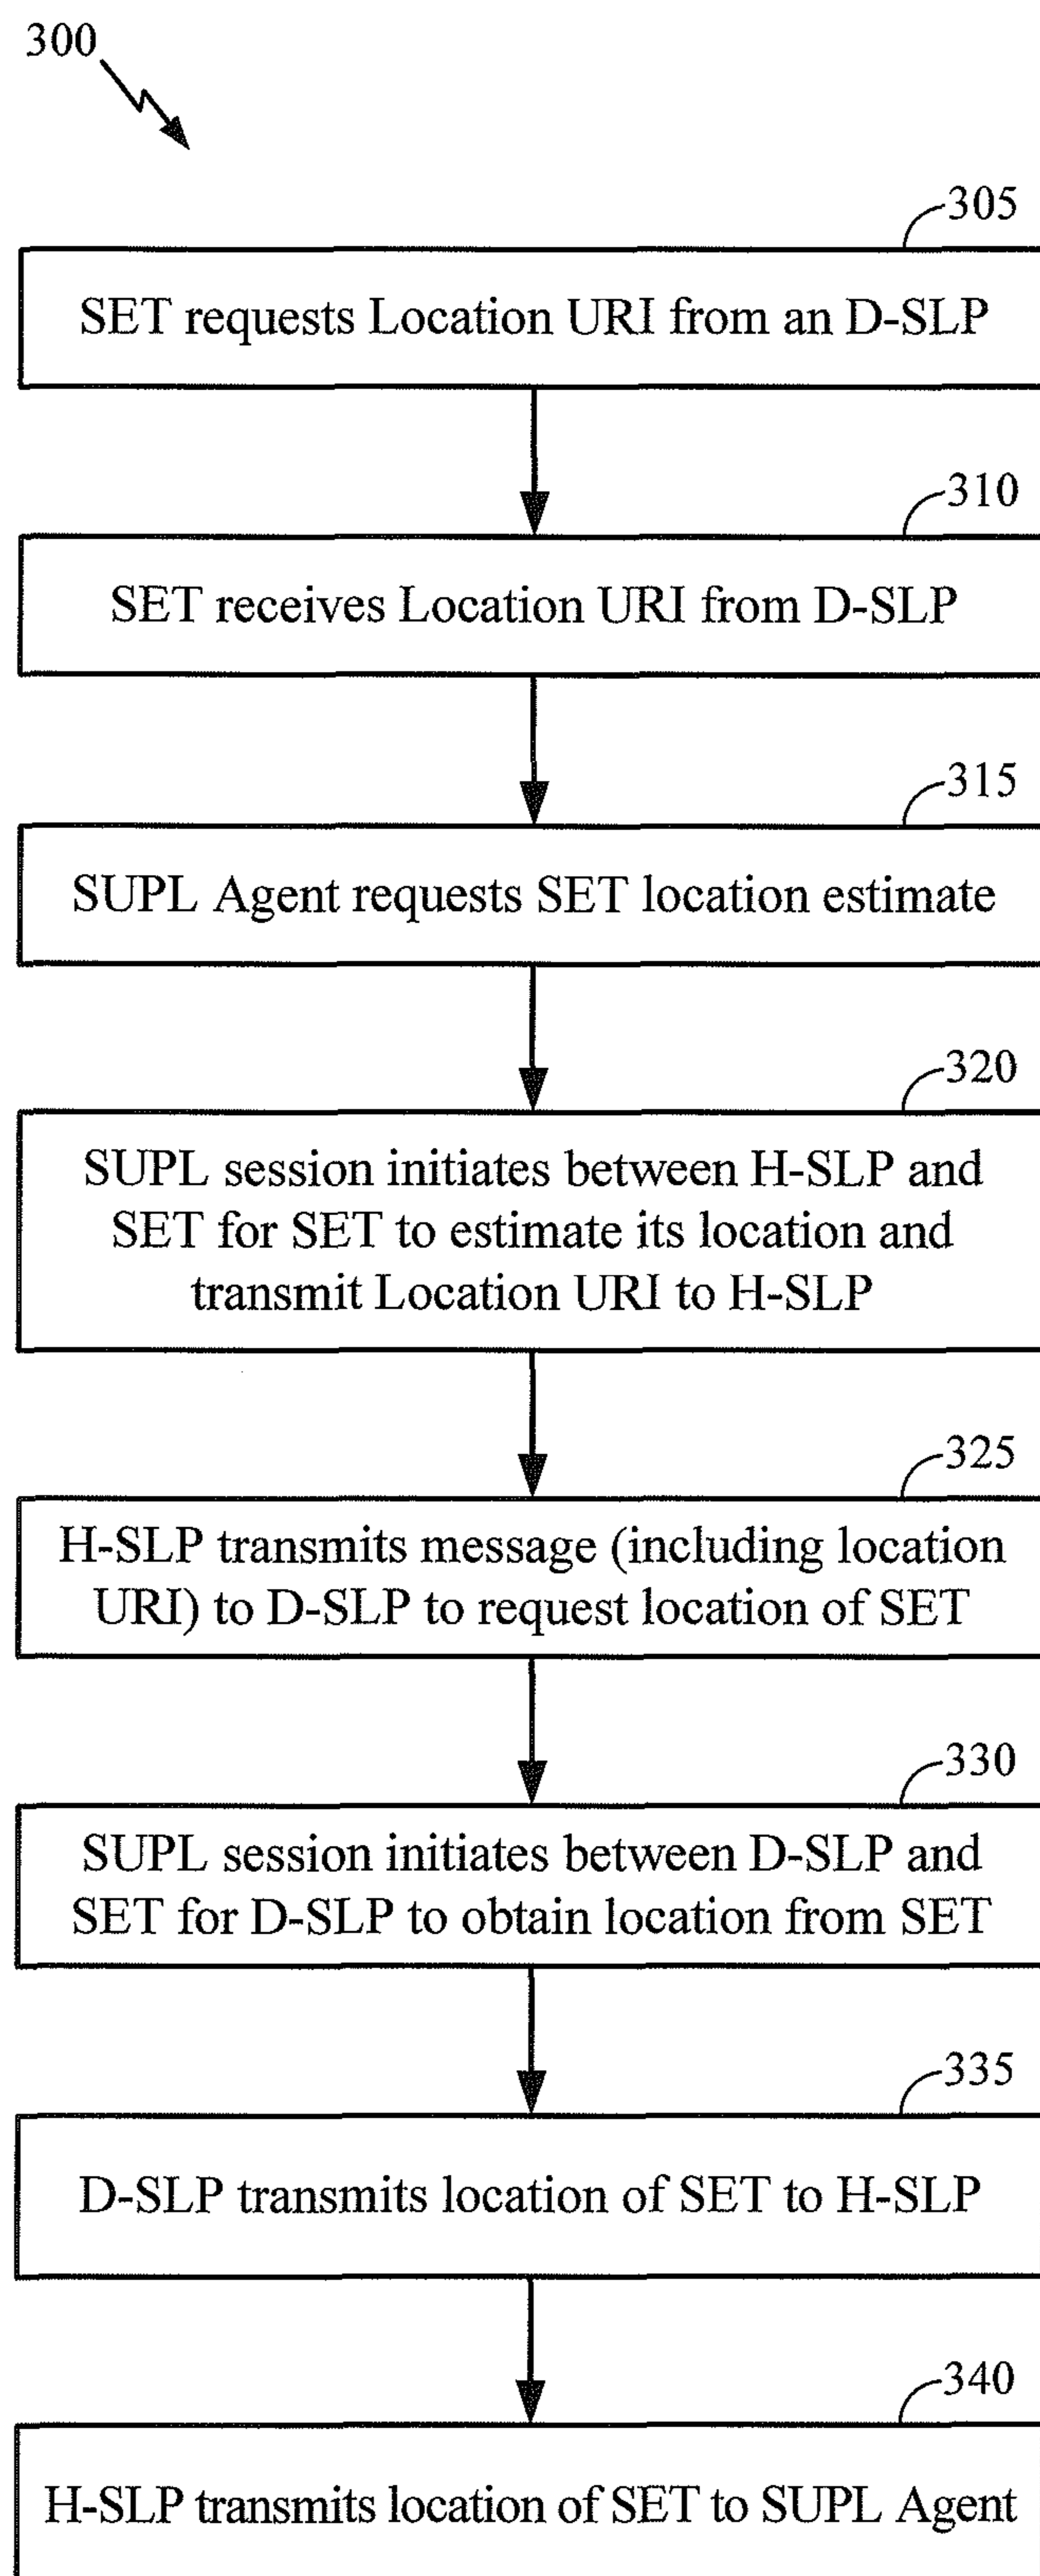 300
305
SET requests Location URI from an D-SLP
310
SET receives Location URI from D-SLP
315
SUPL Agent requests SET location estimate
320
SUPL session initiates between H-SLP and
SET for SET to estimate its location and
transmit Location URI to H-SLP
325
H-SLP transmits message (including location
URI) to D-SLP to request location of SET
330
SUPL session initiates between D-SLP and
SET for D-SLP to obtain location from SET
335
D-SLP transmits location of SET to H-SLP
340
H-SLP transmits location of SET to SUPL Agent